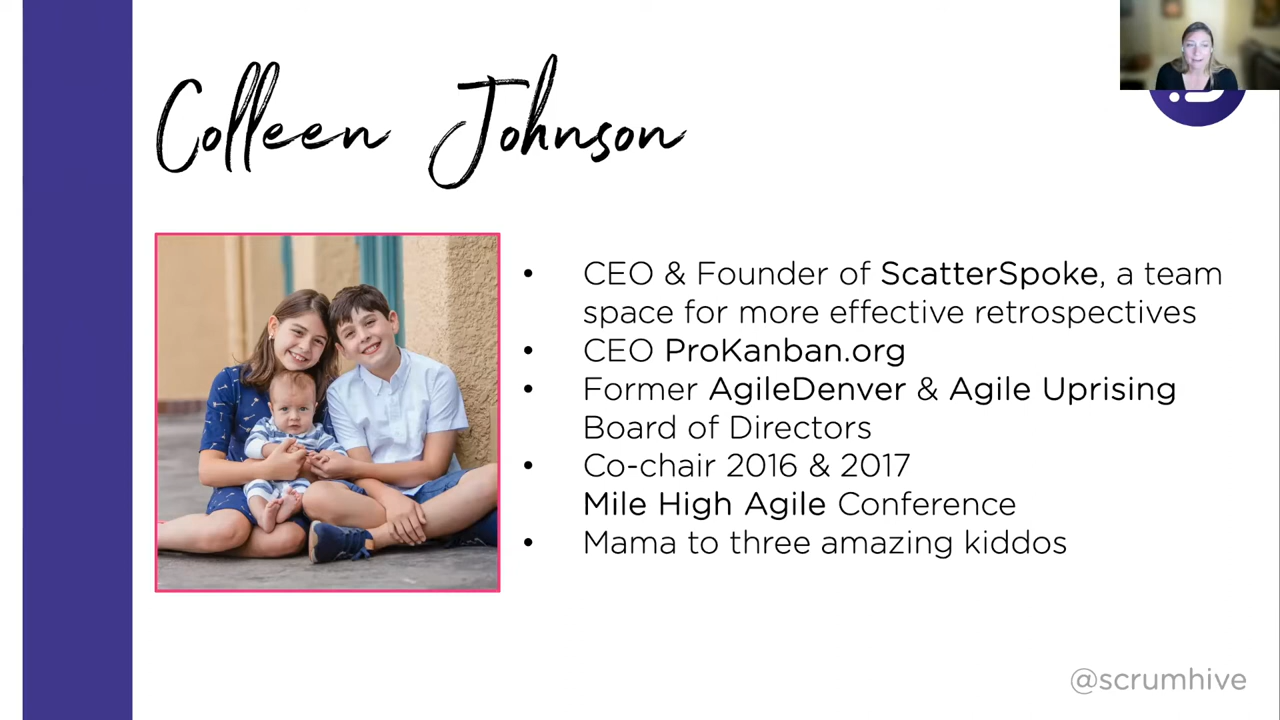 Colleen Johnson
• CEO & Founder of ScatterSpoke, a team
space for more effective retrospectives
• CEO ProKanban.org
• Former AgileDenver & Agile Uprising
Board of Directors
• Co-chair 2016 & 2017
Mile High Agile Conference
• Mama to three amazing kiddos
@scrumhive